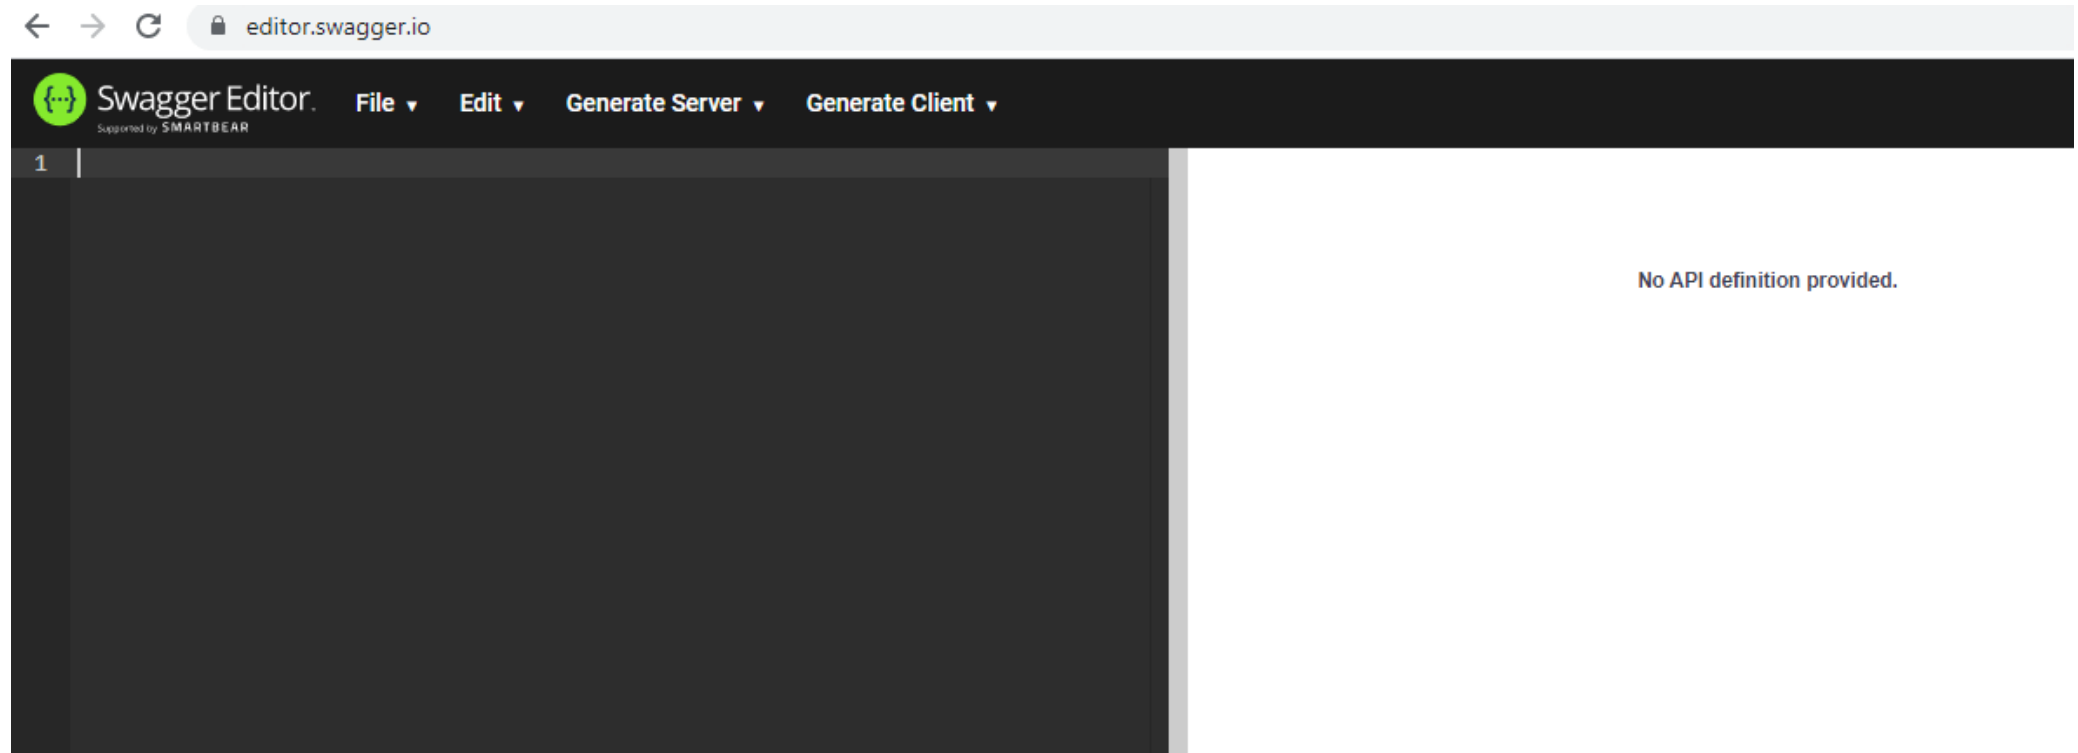 editor.swagger.io
{...} Swagger Editor. File ▾ Edit ▾ Generate Server ▾ Generate Client ▾
Supported by SMARTBEAR
1
No API definition provided.